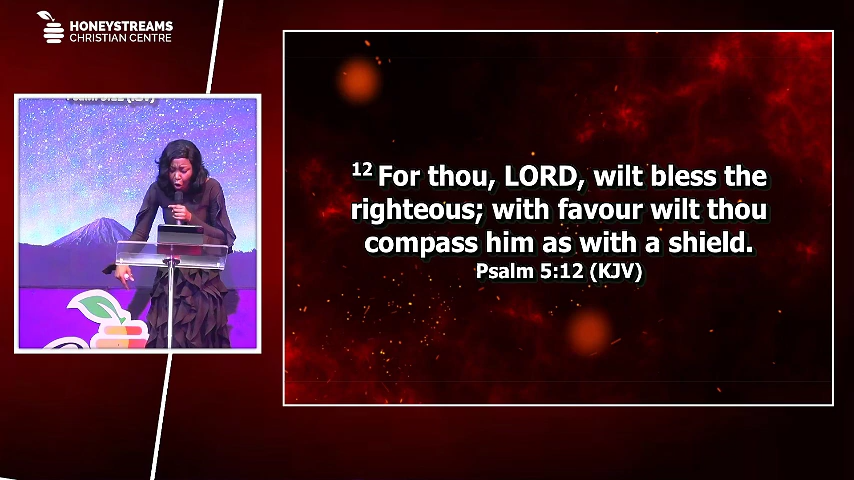 HONEYSTREAMS
CHRISTIAN CENTRE
12 For thou, LORD, wilt bless the
righteous; with favour wilt thou
compass him as with a shield.
Psalm 5:12 (KJV)